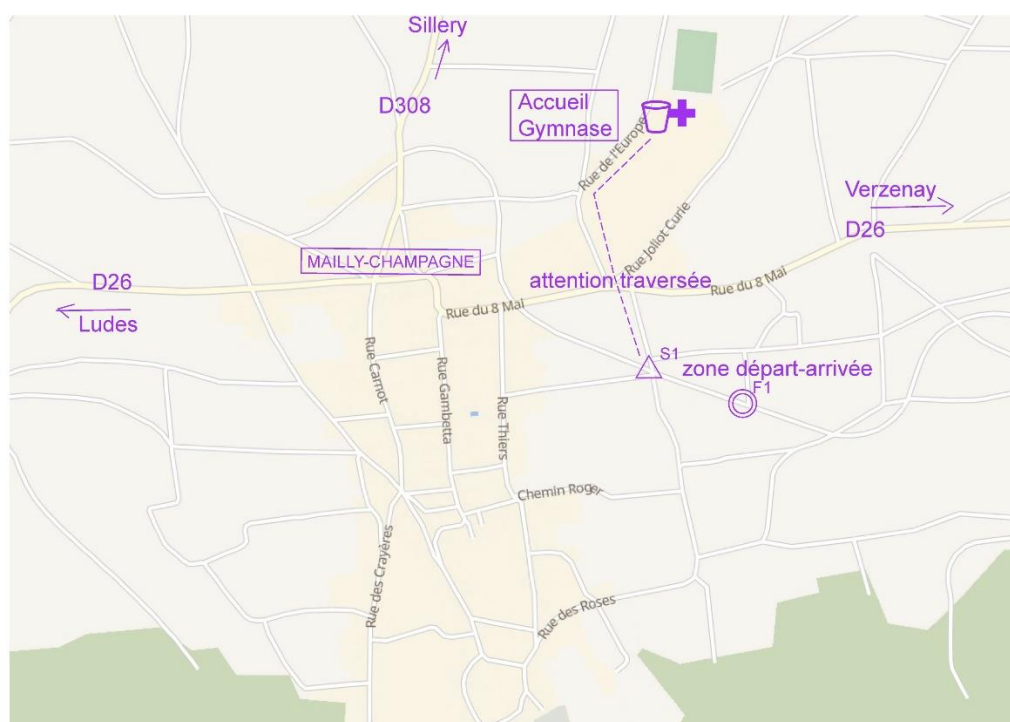 Sillery
D308
Accueil
Gymnase
Rue de l'Europe
Verzenay
D26
Rue Joliot Curie
MAILLY-CHAMPAGNE
D26
Ludes
attention traversée
Rue du 8 Mai
Rue du 8 Mai
S1
zone départ-arrivée
F1
Rue Carnot
Rue Gambetta
Rue Thiers
Chemin Roger
Rue des Crayères
Rue des Roses